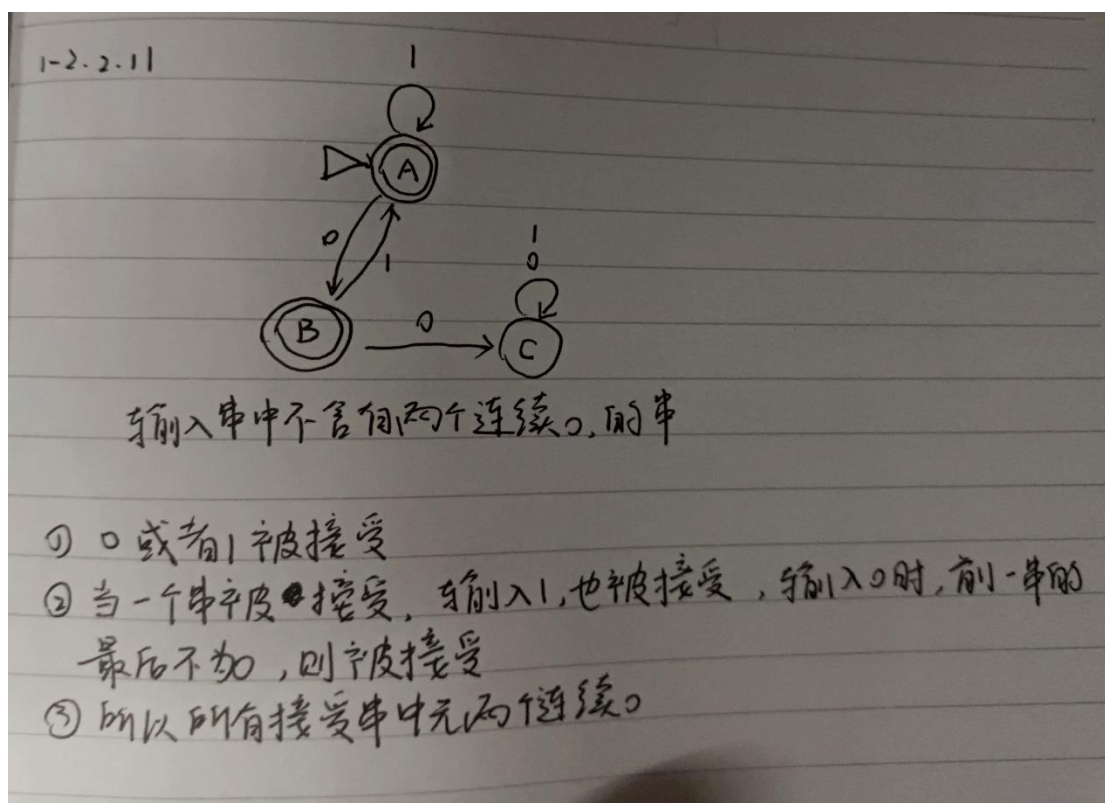 1-2.2.11
1
A
0
1
1
0
B
0
C
输入串中不含有两个连续0,的串
① 0或者1被接受
② 当一个串被接受,输入1,也被接受,输入0时,前一串的
最后不为0,则被接受
③ 所以所有接受串中无两个连续0